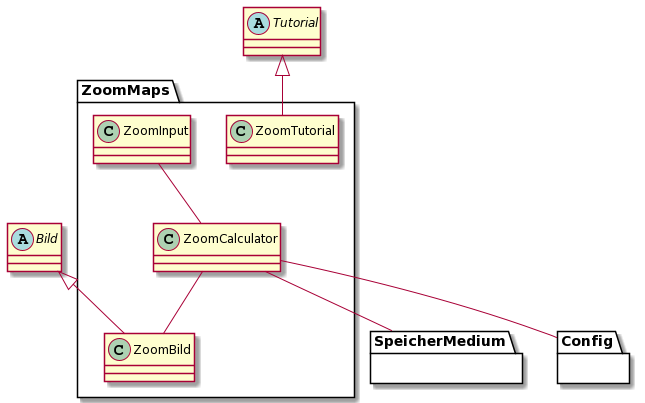 A Tutorial
ZoomMaps
C ZoomInput
C ZoomTutorial
A Bild
C ZoomCalculator
C ZoomBild
SpeicherMedium
Config